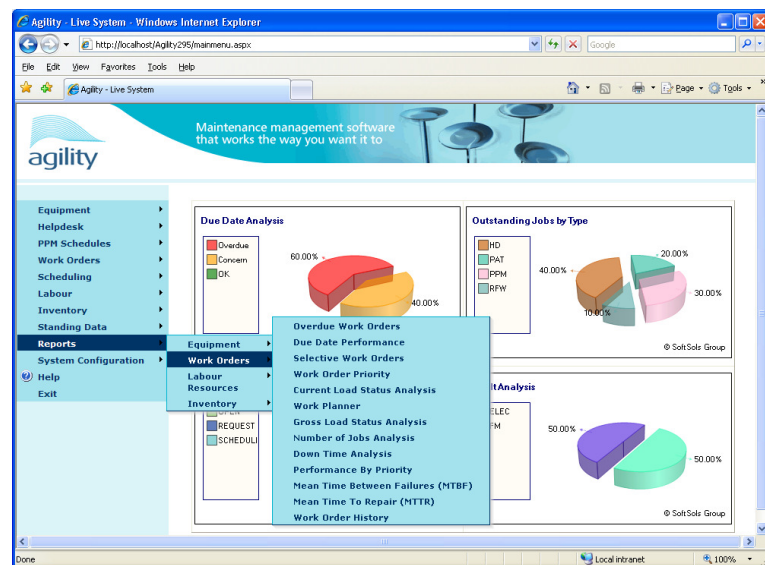 Agility - Live System - Windows Internet Explorer
http://localhost/Agility295/mainmenu.aspx
Google
File Edit View Favorites Tools Help
Agility - Live System
Page Tools
agility
Maintenance management software
that works the way you want it to
Equipment
Helpdesk
PPM Schedules
Work Orders
Scheduling
Labour
Inventory
Standing Data
Reports
System Configuration
Help
Exit
Equipment
Work Orders
Labour
Resources
Inventory
Overdue Work Orders
Due Date Performance
Selective Work Orders
Work Order Priority
Current Load Status Analysis
Work Planner
Gross Load Status Analysis
Number of Jobs Analysis
Down Time Analysis
Performance By Priority
Mean Time Between Failures (MTBF)
Mean Time To Repair (MTTR)
Work Order History
Due Date Analysis
Overdue
Concern
OK
60.00%
40.00%
Outstanding Jobs by Type
HD
PAT
PPM
RFW
20.00%
40.00%
30.00%
10.00%
© SoftSols Group
OPEN
REQUEST
SCHEDULI
lt Analysis
ELEC
FM
50.00%
50.00%
© SoftSols Group
Done
Local intranet
100%